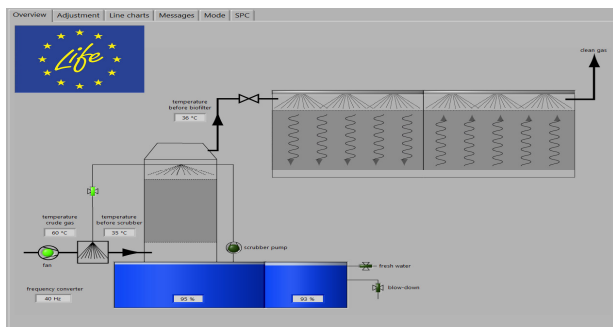 Overview Adjustment Line charts Messages Mode SPC
Life
clean gas
temperature
before biofilter
36 °C
temperature
crude gas
60 °C
temperature
before scrubber
35 °C
scrubber pump
fan
fresh water
blow-down
frequency converter
40 Hz
95 %
93 %